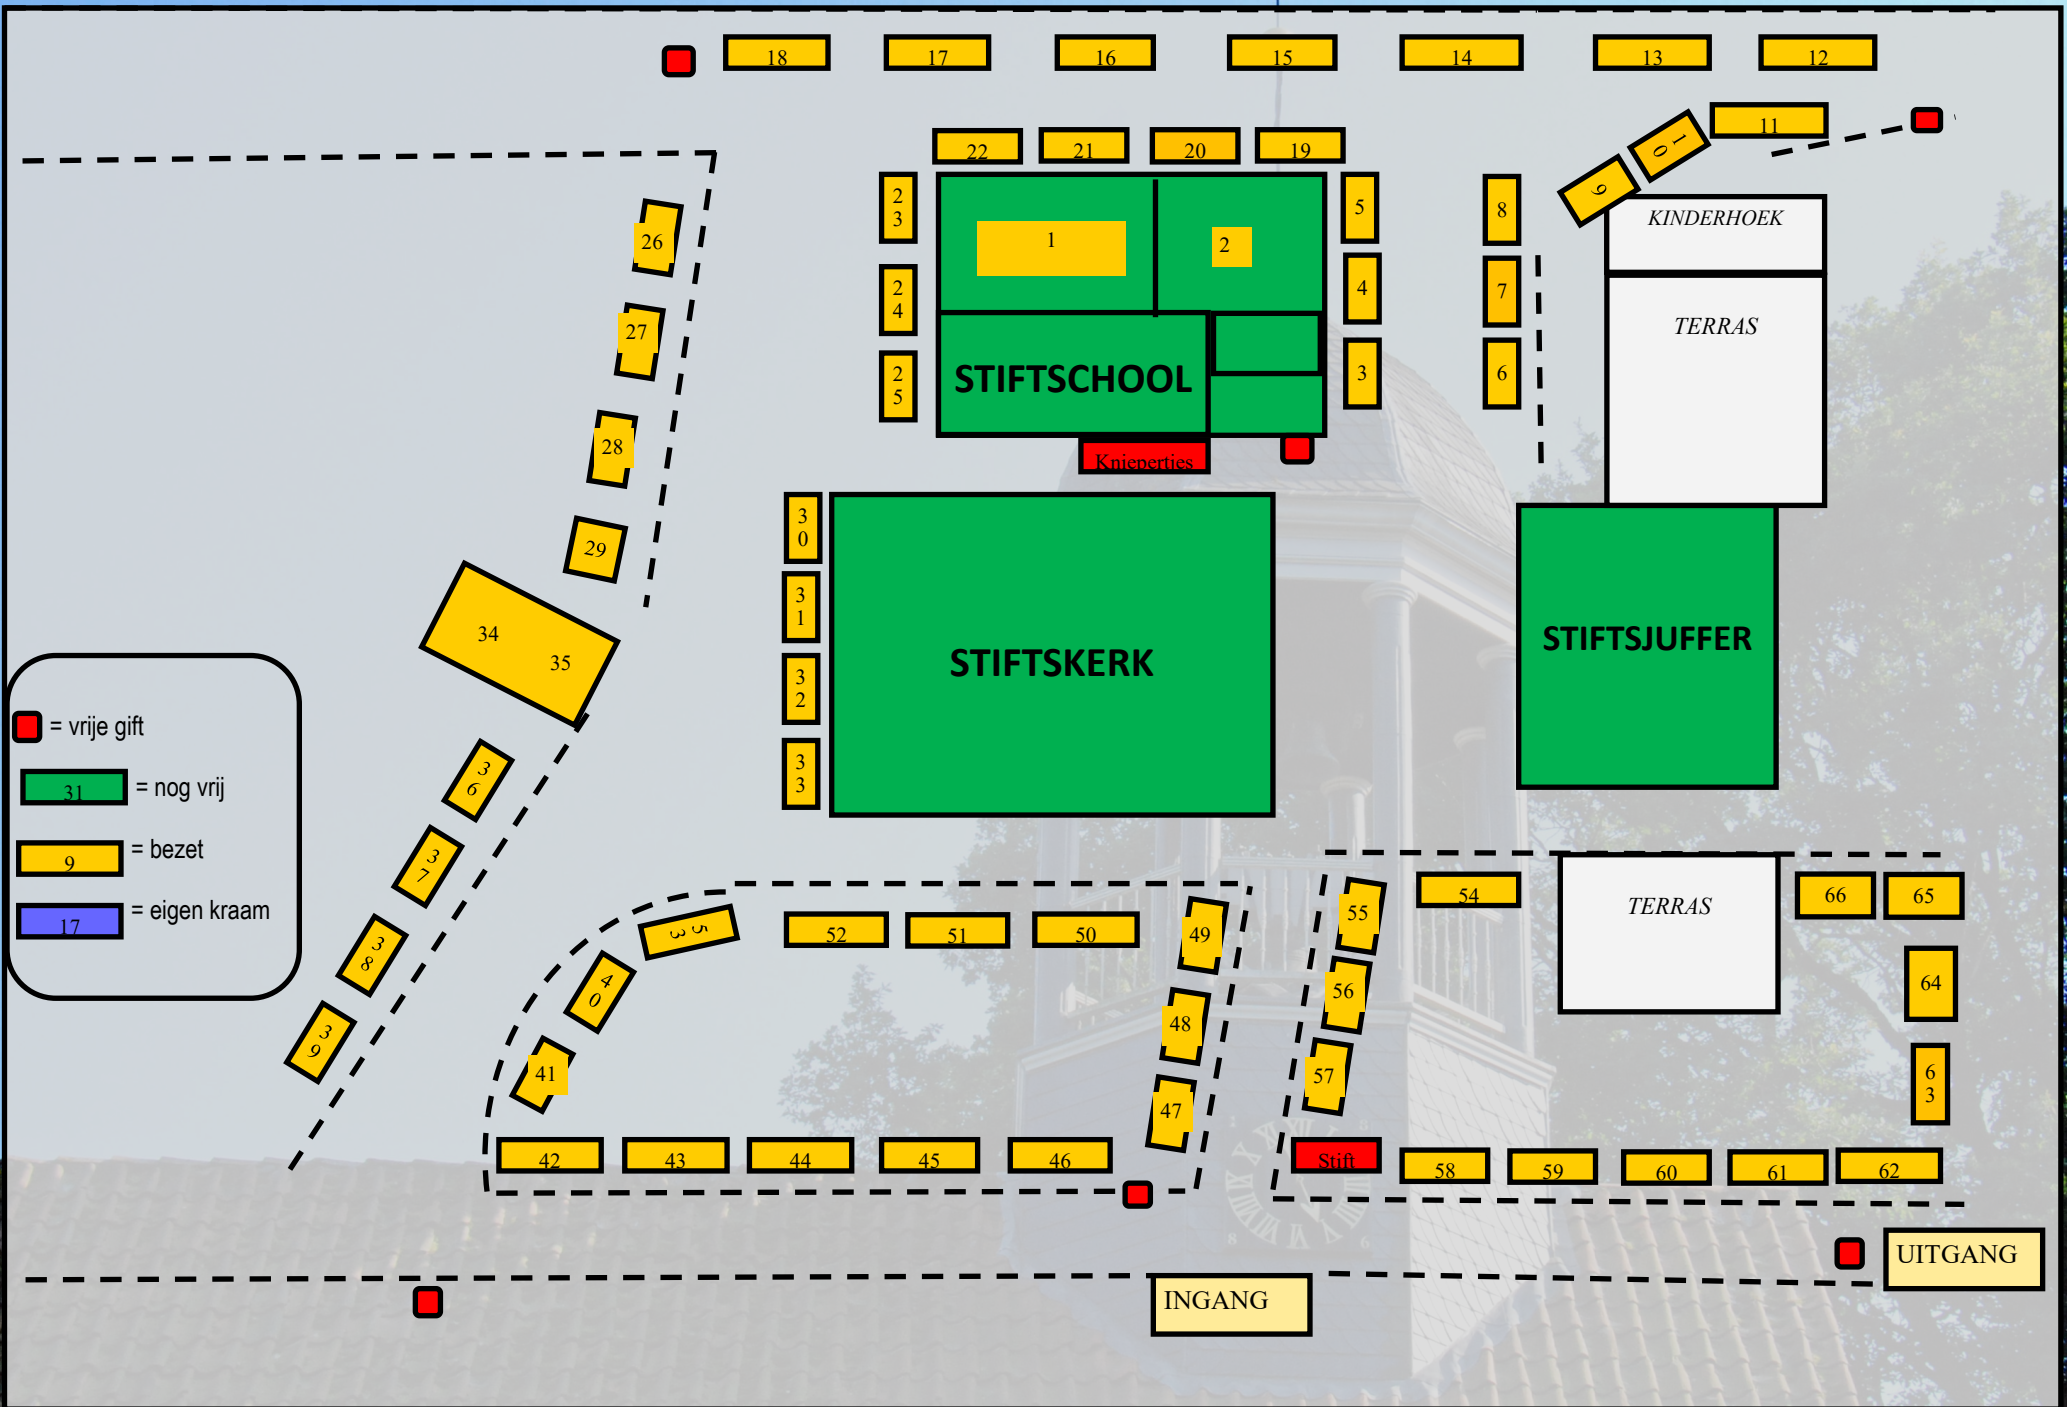 18 17 16 15 14 13 12
11
10
9
22 21 20 19
23
24
25
1 2
5
4
3
8
7
6
KINDERHOEK
TERRAS
STIFTSCHOOL
Knieperties
26
27
28
29
34
35
30
31
32
33
STIFTSKERK
STIFTSJUFFER
= vrije gift
31 = nog vrij
9 = bezet
17 = eigen kraam
36
37
38
39
53 52 51 50 49
40
41
48
47
42 43 44 45 46
55 54
56
57
TERRAS
66 65
64
63
Stift 58 59 60 61 62
UITGANG
INGANG